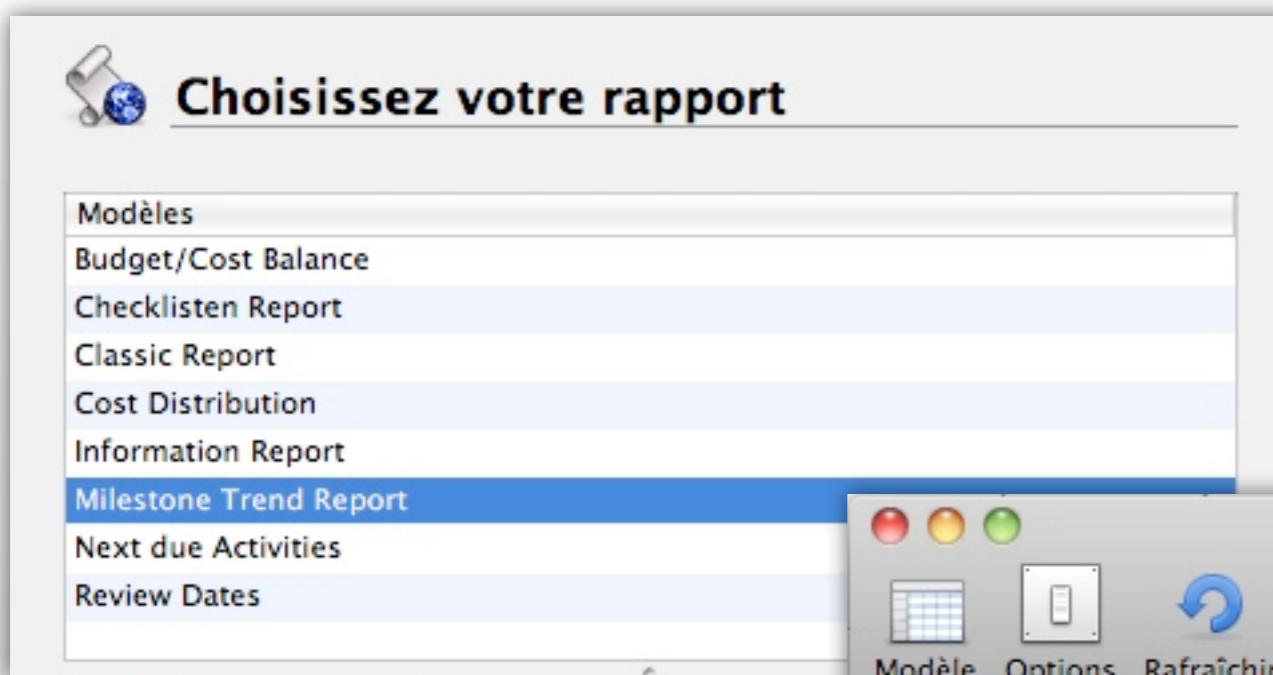 Choisissez votre rapport
Modèles
Budget/Cost Balance
Checklisten Report
Classic Report
Cost Distribution
Information Report
Milestone Trend Report
Next due Activities
Review Dates
Modèle Options Rafraîchir